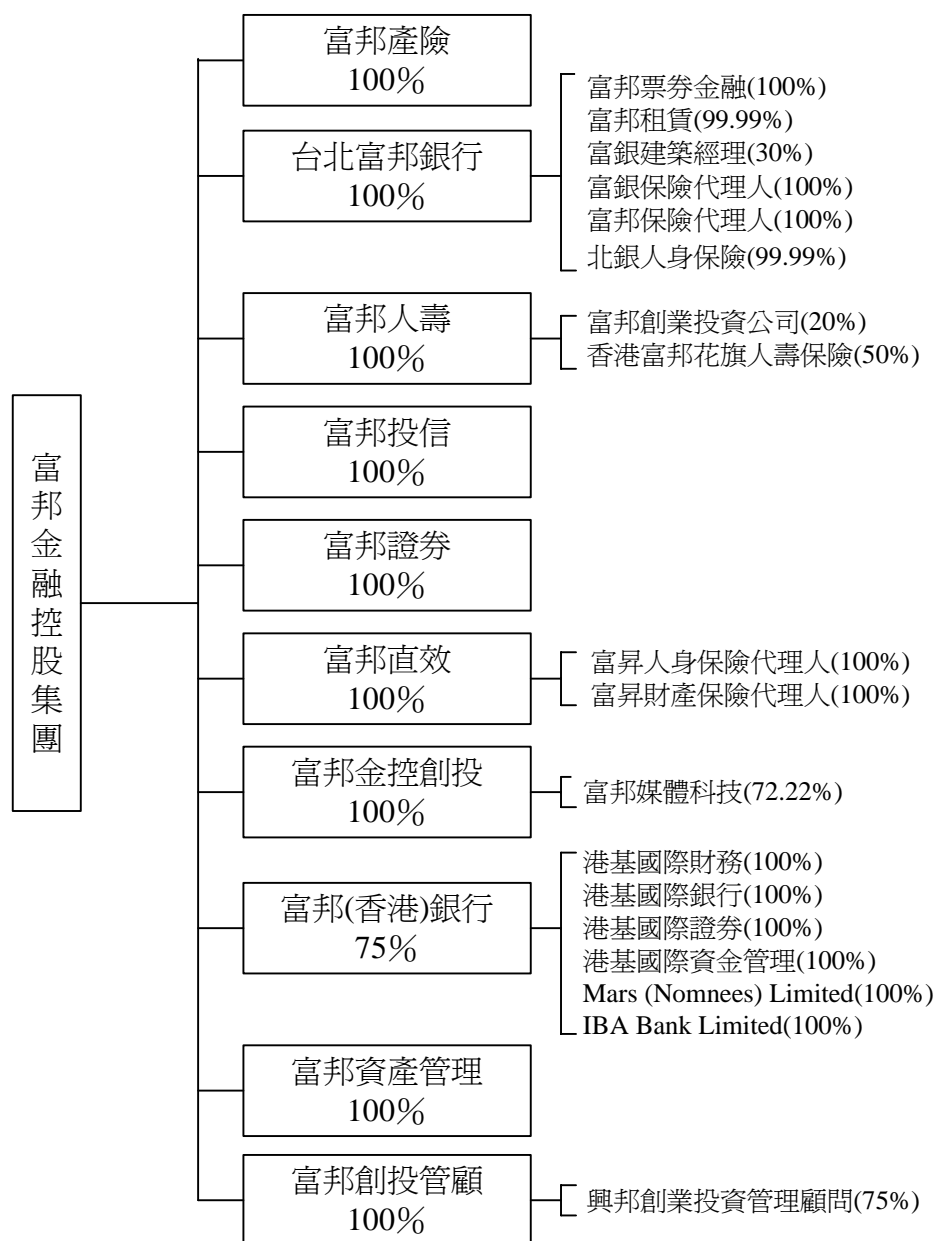 富邦金融控股集團
富邦產險
100%
台北富邦銀行
100%
富邦票券金融(100%)
富邦租賃(99.99%)
富銀建築經理(30%)
富銀保險代理人(100%)
富邦保險代理人(100%)
北銀人身保險(99.99%)
富邦人壽
100%
富邦創業投資公司(20%)
香港富邦花旗人壽保險(50%)
富邦投信
100%
富邦證券
100%
富邦直效
100%
富昇人身保險代理人(100%)
富昇財產保險代理人(100%)
富邦金控創投
100%
富邦媒體科技(72.22%)
富邦(香港)銀行
75%
港基國際財務(100%)
港基國際銀行(100%)
港基國際證券(100%)
港基國際資金管理(100%)
Mars (Nomnees) Limited(100%)
IBA Bank Limited(100%)
富邦資產管理
100%
富邦創投管顧
100%
興邦創業投資管理顧問(75%)